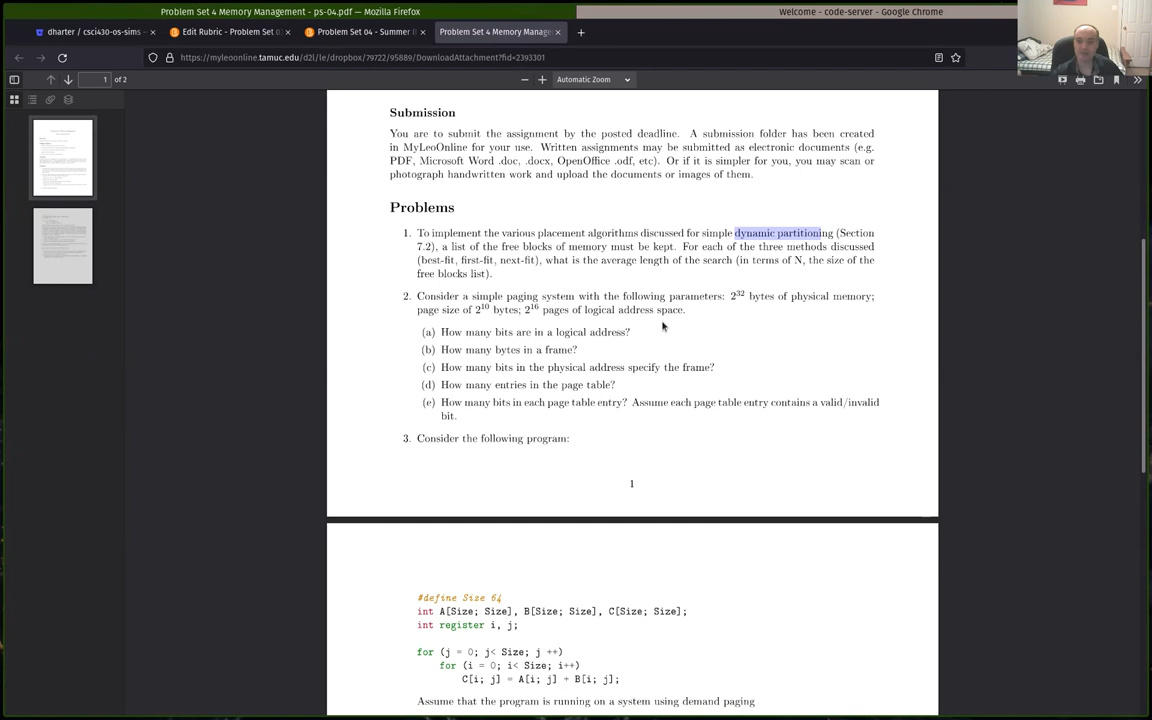 Problem Set 4 Memory Management - ps-04.pdf — Mozilla Firefox
Welcome - code-server - Google Chrome
dharter / csci430-os-sims
Edit Rubric - Problem Set 0
Problem Set 04 - Summer II
Problem Set 4 Memory Manage
https://myleoonline.tamuc.edu/d2l/le/dropbox/79722/95889/DownloadAttachment?fid=2393301
1 of 2
Automatic Zoom
Submission
You are to submit the assignment by the posted deadline. A submission folder has been created
in MyLeoOnline for your use. Written assignments may be submitted as electronic documents (e.g.
PDF, Microsoft Word .doc, .docx, OpenOffice .odf, etc). Or if it is simpler for you, you may scan or
photograph handwritten work and upload the documents or images of them.
Problems
1. To implement the various placement algorithms discussed for simple dynamic partitioning (Section
7.2), a list of the free blocks of memory must be kept. For each of the three methods discussed
(best-fit, first-fit, next-fit), what is the average length of the search (in terms of N, the size of the
free blocks list).
2. Consider a simple paging system with the following parameters: 2³² bytes of physical memory;
page size of 2¹⁰ bytes; 2¹⁶ pages of logical address space.
(a) How many bits are in a logical address?
(b) How many bytes in a frame?
(c) How many bits in the physical address specify the frame?
(d) How many entries in the page table?
(e) How many bits in each page table entry? Assume each page table entry contains a valid/invalid
bit.
3. Consider the following program:
1
#define Size 64
int A[Size; Size], B[Size; Size], C[Size; Size];
int register i, j;
for (j = 0; j< Size; j ++)
for (i = 0; i< Size; i++)
C[i; j] = A[i; j] + B[i; j];
Assume that the program is running on a system using demand paging